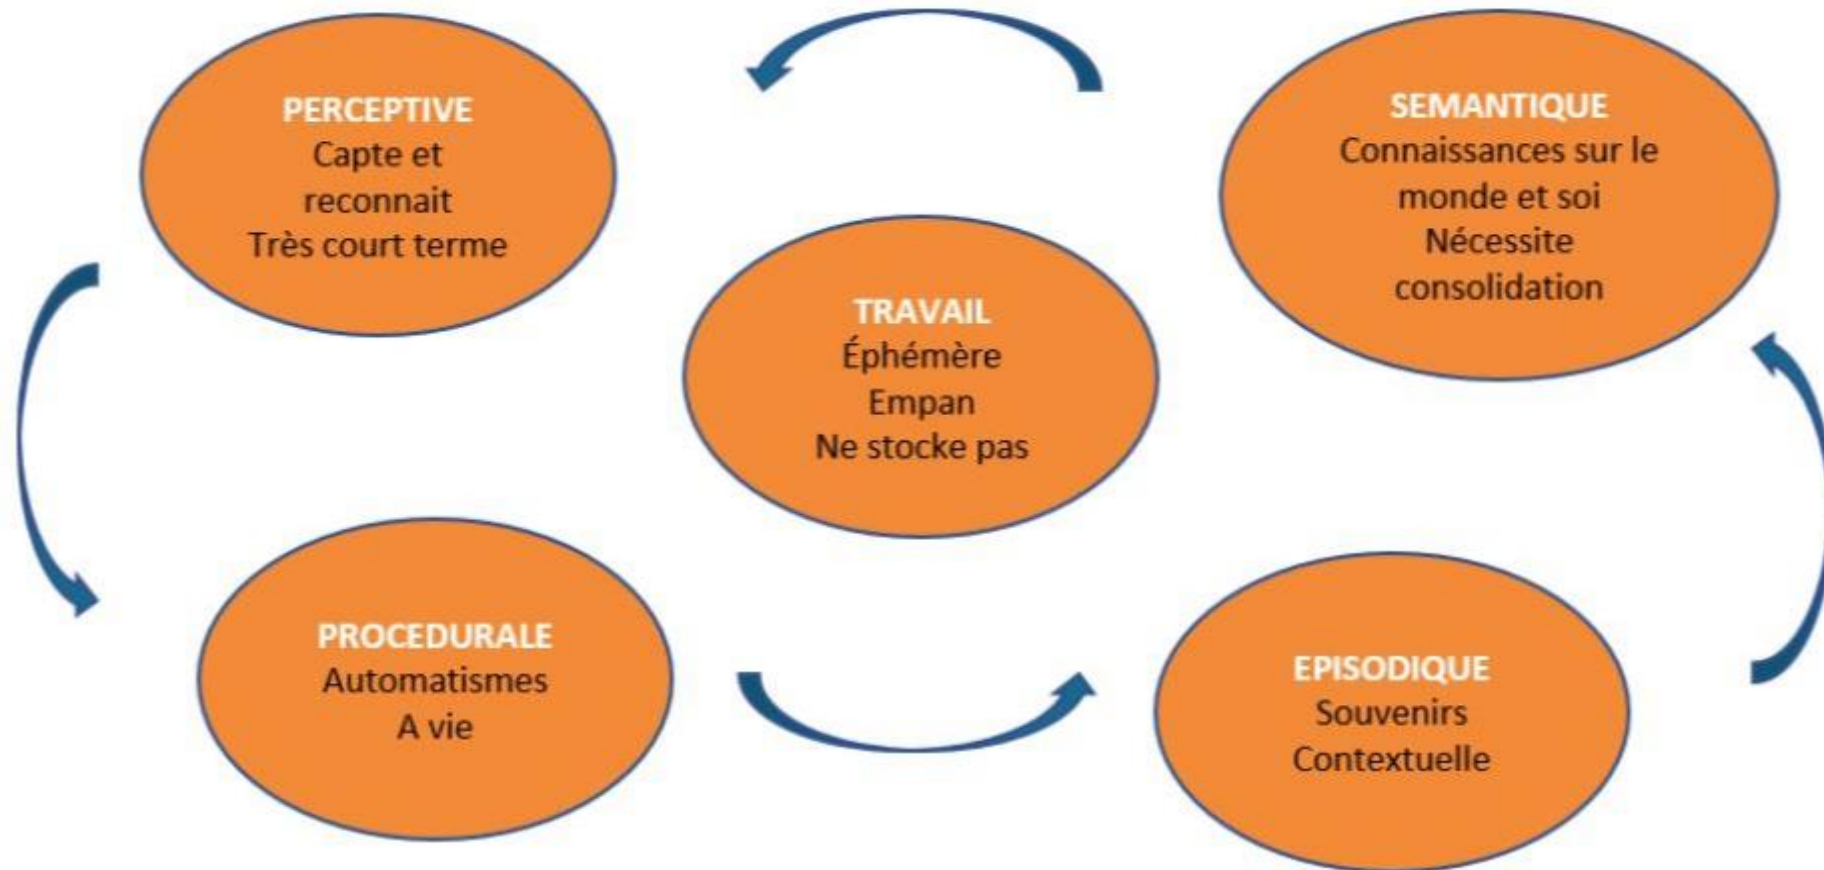 PERCEPTIVE
Capte et
reconnait
Très court terme
SEMANTIQUE
Connaissances sur le
monde et soi
Nécessite
consolidation
TRAVAIL
Éphémère
Empan
Ne stocke pas
PROCEDURALE
Automatismes
A vie
EPISODIQUE
Souvenirs
Contextuelle